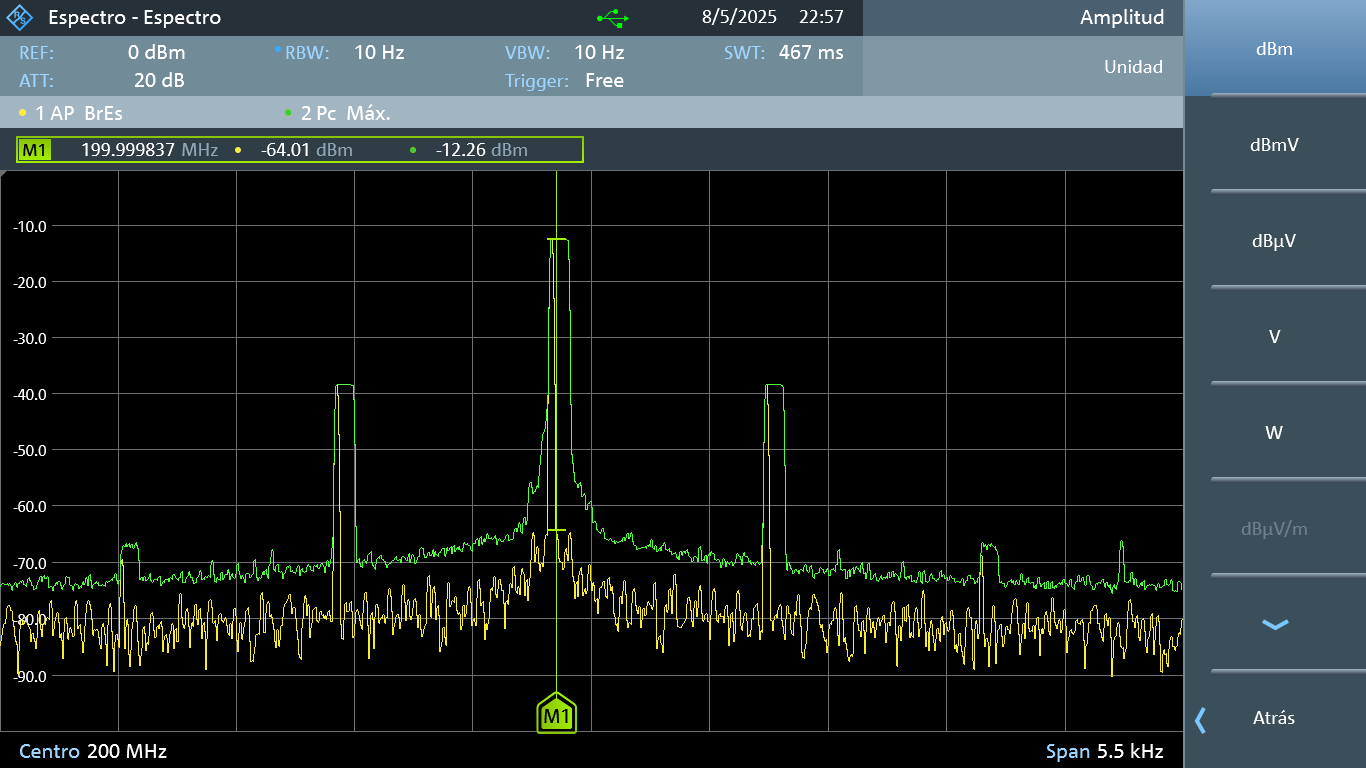 Espectro - Espectro 8/5/2025 22:57 Amplitud
REF: 0 dBm RBW: 10 Hz VBW: 10 Hz SWT: 467 ms Unidad
ATT: 20 dB Trigger: Free
1 AP BrEs 2 Pc Máx.
M1 199.999837 MHz -64.01 dBm -12.26 dBm
dBm
dBmV
dBµV
V
W
dBµV/m
Atrás
-10.0
-20.0
-30.0
-40.0
-50.0
-60.0
-70.0
-80.0
-90.0
M1
Centro 200 MHz Span 5.5 kHz